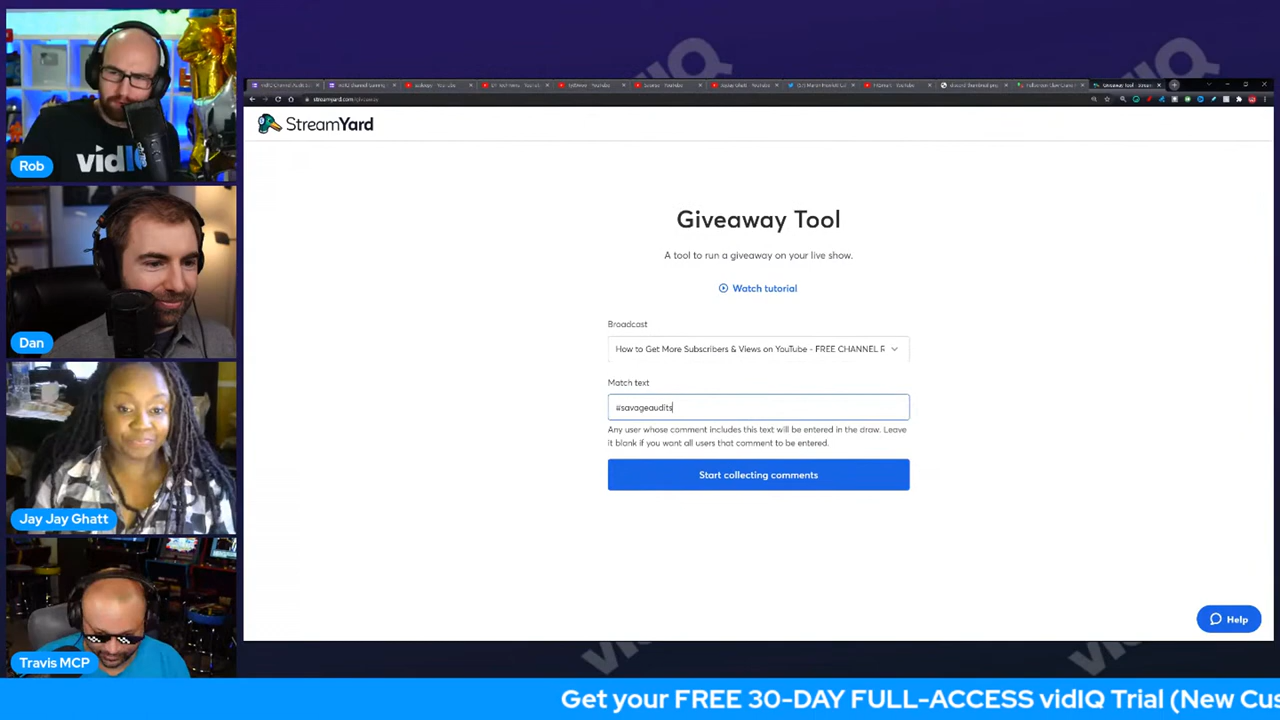 vidIQ
Rob
Dan
Jay Jay Ghatt
Travis MCP
StreamYard
Giveaway Tool
A tool to run a giveaway on your live show.
Watch tutorial
Broadcast
How to Get More Subscribers & Views on YouTube - FREE CHANNEL R
Match text
#savageaudits
Any user whose comment includes this text will be entered in the draw. Leave
it blank if you want all users that comment to be entered.
Start collecting comments
Help
vidIQ
Get your FREE 30-DAY FULL-ACCESS vidIQ Trial (New Cus